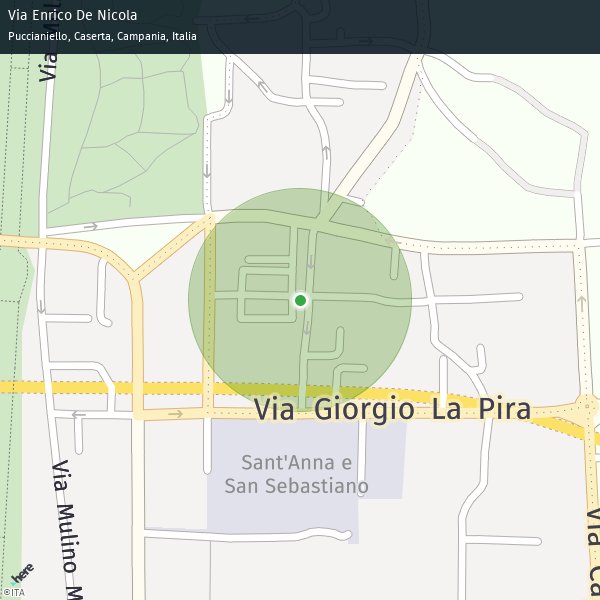 Via Enrico De Nicola
Puccianiello, Caserta, Campania, Italia
Via Mu
Via Giorgio La Pira
Sant'Anna e
San Sebastiano
Via Mulino M
Via Ca
here
©ITA